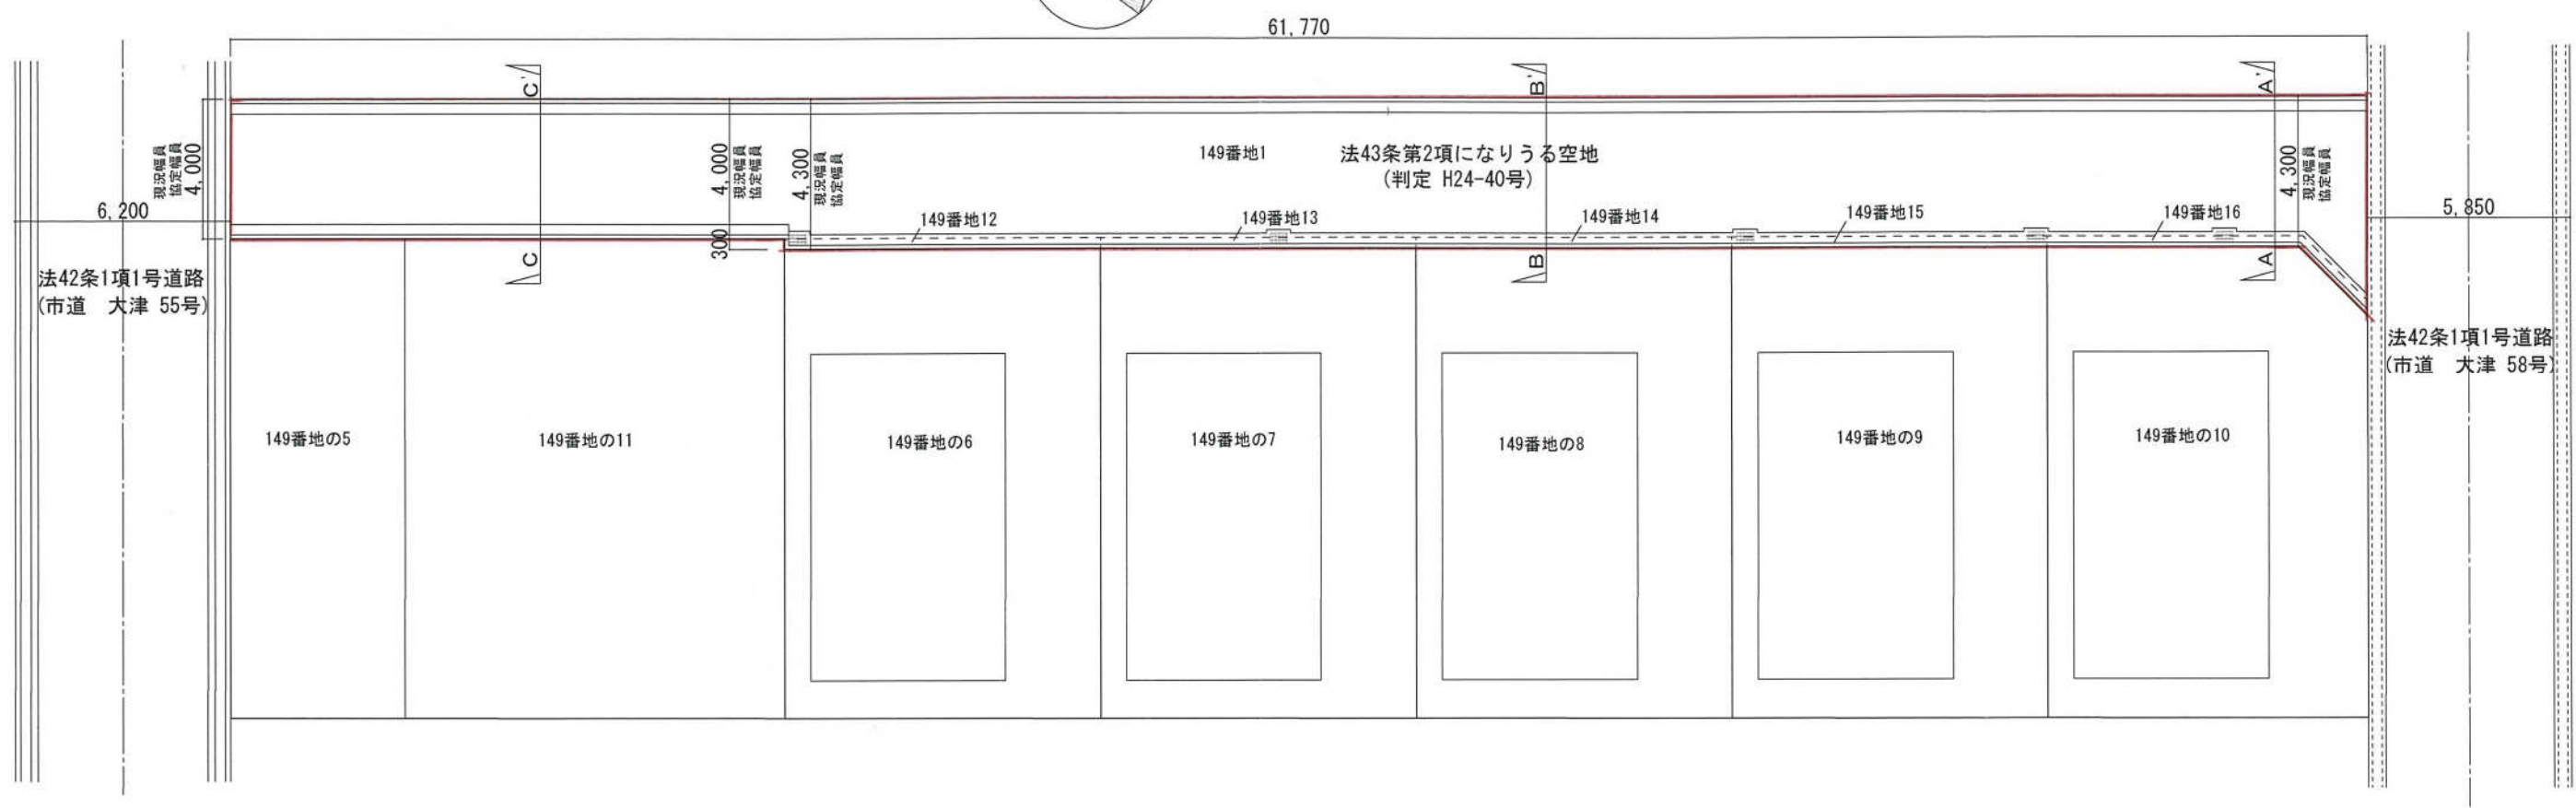 61,770
C'
B'
A'
現況幅員
協定幅員
4,000
4,000
現況幅員
協定幅員
4,300
現況幅員
協定幅員
149番地1
法43条第2項になりうる空地
(判定 H24-40号)
4,300
現況幅員
協定幅員
6,200
149番地12
149番地13
149番地14
149番地15
149番地16
5,850
300
C
B
A
法42条1項1号道路
(市道 大津 55号)
法42条1項1号道路
(市道 大津 58号)
149番地の5
149番地の11
149番地の6
149番地の7
149番地の8
149番地の9
149番地の10